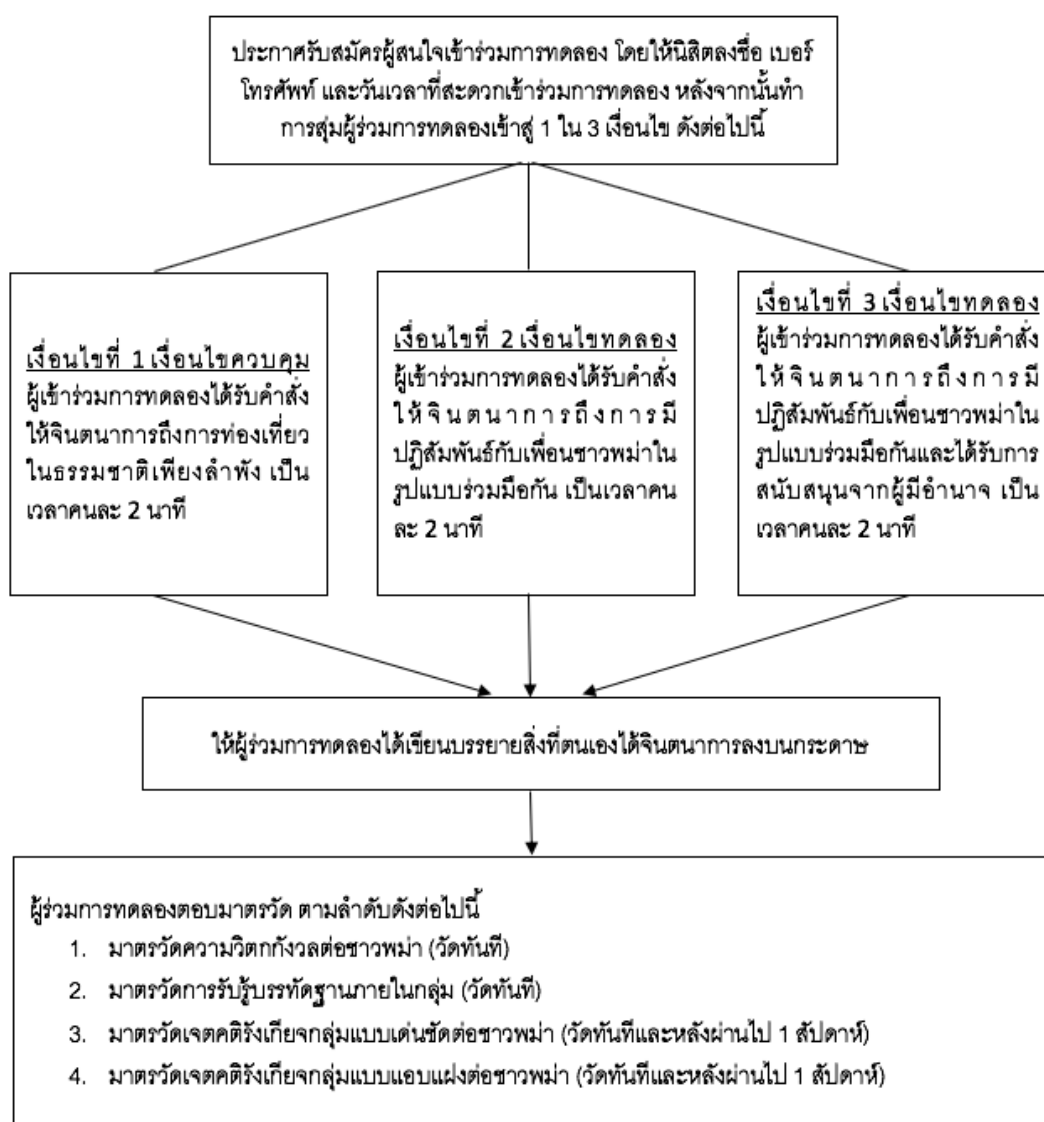 ประกาศรับสมัครผู้สนใจเข้าร่วมการทดลอง โดยให้นิสิตลงชื่อ เบอร์
โทรศัพท์ และวันเวลาที่สะดวกเข้าร่วมการทดลอง หลังจากนั้นทำ
การสุ่มผู้ร่วมการทดลองเข้าสู่ 1 ใน 3 เงื่อนไข ดังต่อไปนี้
เงื่อนไขที่ 1 เงื่อนไขควบคุม
ผู้เข้าร่วมการทดลองได้รับคำสั่ง
ให้จินตนาการถึงการท่องเที่ยว
ในธรรมชาติเพียงลำพัง เป็น
เวลาคนละ 2 นาที
เงื่อนไขที่ 2 เงื่อนไขทดลอง
ผู้เข้าร่วมการทดลองได้รับคำสั่ง
ให้จินตนาการถึงการมี
ปฏิสัมพันธ์กับเพื่อนชาวพม่าใน
รูปแบบร่วมมือกัน เป็นเวลาคน
ละ 2 นาที
เงื่อนไขที่ 3 เงื่อนไขทดลอง
ผู้เข้าร่วมการทดลองได้รับคำสั่ง
ให้จินตนาการถึงการมี
ปฏิสัมพันธ์กับเพื่อนชาวพม่าใน
รูปแบบร่วมมือกันและได้รับการ
สนับสนุนจากผู้มีอำนาจ เป็น
เวลาคนละ 2 นาที
ให้ผู้ร่วมการทดลองได้เขียนบรรยายสิ่งที่ตนเองได้จินตนาการลงบนกระดาษ
ผู้ร่วมการทดลองตอบมาตรวัด ตามลำดับดังต่อไปนี้
1. มาตรวัดความวิตกกังวลต่อชาวพม่า (วัดทันที)
2. มาตรวัดการรับรู้บรรทัดฐานภายในกลุ่ม (วัดทันที)
3. มาตรวัดเจตคติรังเกียจกลุ่มแบบเด่นชัดต่อชาวพม่า (วัดทันทีและหลังผ่านไป 1 สัปดาห์)
4. มาตรวัดเจตคติรังเกียจกลุ่มแบบแอบแฝงต่อชาวพม่า (วัดทันทีและหลังผ่านไป 1 สัปดาห์)